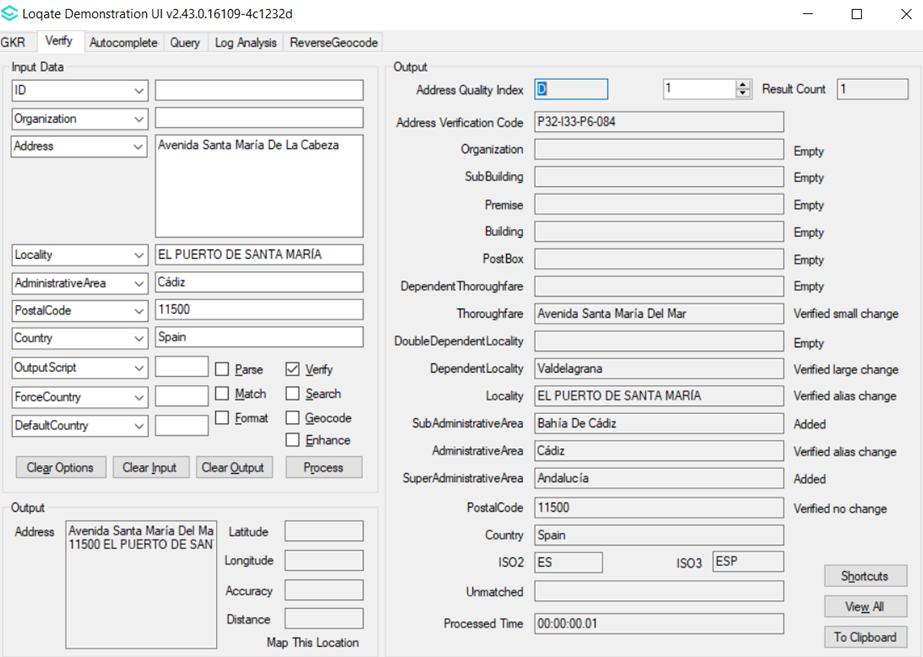 Loqate Demonstration UI v2.43.0.16109-4c1232d
GKR Verify Autocomplete Query Log Analysis ReverseGeocode
Input Data
ID
Organization
Address Avenida Santa María De La Cabeza
Locality EL PUERTO DE SANTA MARÍA
AdministrativeArea Cádiz
PostalCode 11500
Country Spain
OutputScript Parse Verify
ForceCountry Match Search
DefaultCountry Format Geocode
Enhance
Clear Options Clear Input Clear Output Process
Output
Address Avenida Santa María Del Ma
11500 EL PUERTO DE SAN
Latitude
Longitude
Accuracy
Distance
Map This Location
Output
Address Quality Index D 1 Result Count 1
Address Verification Code P32-I33-P6-084
Organization Empty
SubBuilding Empty
Premise Empty
Building Empty
PostBox Empty
DependentThoroughfare Empty
Thoroughfare Avenida Santa María Del Mar Verified small change
DoubleDependentLocality Empty
DependentLocality Valdelagrana Verified large change
Locality EL PUERTO DE SANTA MARÍA Verified alias change
SubAdministrativeArea Bahía De Cádiz Added
AdministrativeArea Cádiz Verified alias change
SuperAdministrativeArea Andalucía Added
PostalCode 11500 Verified no change
Country Spain
ISO2 ES ISO3 ESP
Unmatched
Processed Time 00:00:00.01
Shortcuts
View All
To Clipboard